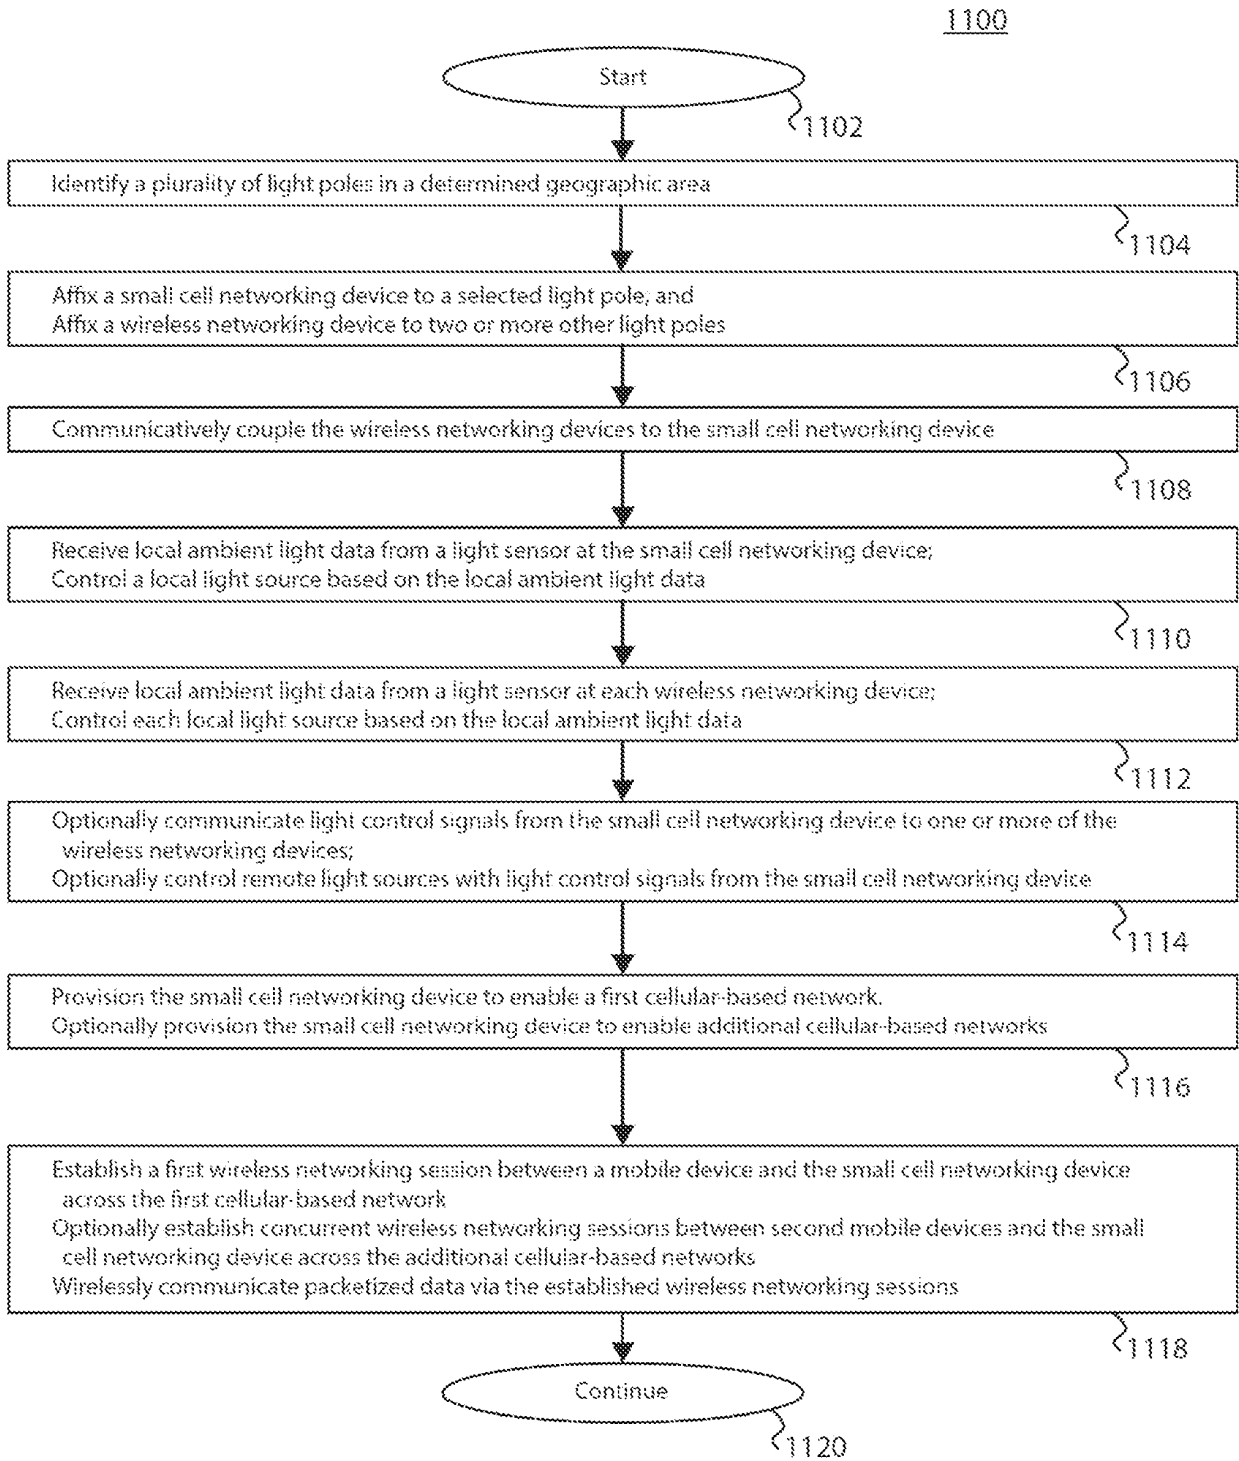 1100
Start
1102
Identify a plurality of light poles in a determined geographic area
1104
Affix a small cell networking device to a selected light pole; and
Affix a wireless networking device to two or more other light poles
1106
Communicatively couple the wireless networking devices to the small cell networking device
1108
Receive local ambient light data from a light sensor at the small cell networking device;
Control a local light source based on the local ambient light data
1110
Receive local ambient light data from a light sensor at each wireless networking device;
Control each local light source based on the local ambient light data
1112
Optionally communicate light control signals from the small cell networking device to one or more of the
wireless networking devices;
Optionally control remote light sources with light control signals from the small cell networking device
1114
Provision the small cell networking device to enable a first cellular-based network.
Optionally provision the small cell networking device to enable additional cellular-based networks
1116
Establish a first wireless networking session between a mobile device and the small cell networking device
across the first cellular-based network
Optionally establish concurrent wireless networking sessions between second mobile devices and the small
cell networking device across the additional cellular-based networks
Wirelessly communicate packetized data via the established wireless networking sessions
1118
Continue
1120